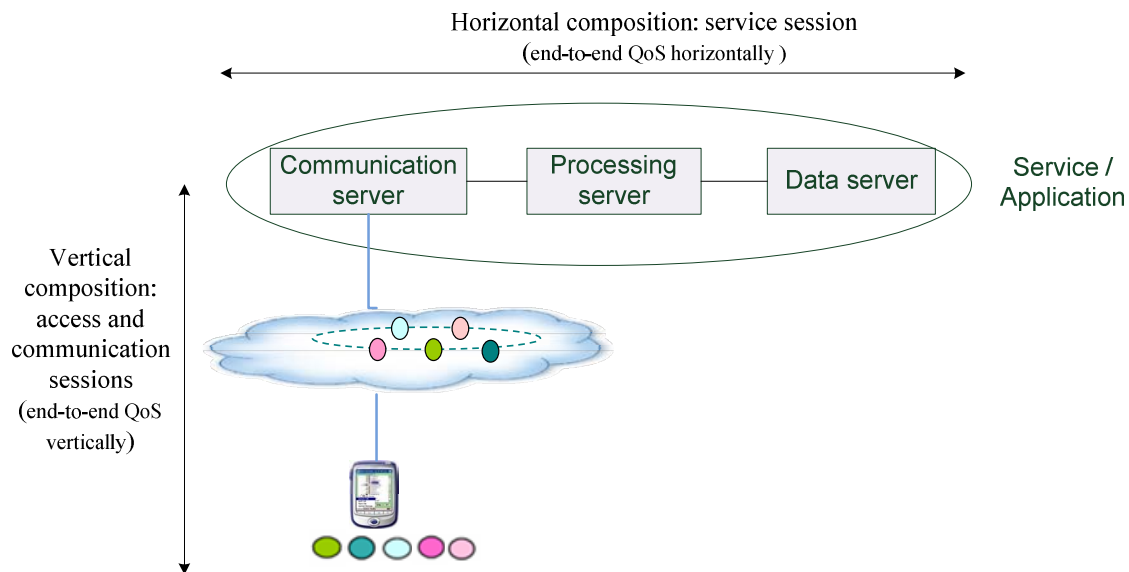 Horizontal composition: service session
(end-to-end QoS horizontally )
Communication
server
Processing
server
Data server
Service /
Application
Vertical
composition:
access and
communication
sessions
(end-to-end QoS
vertically)